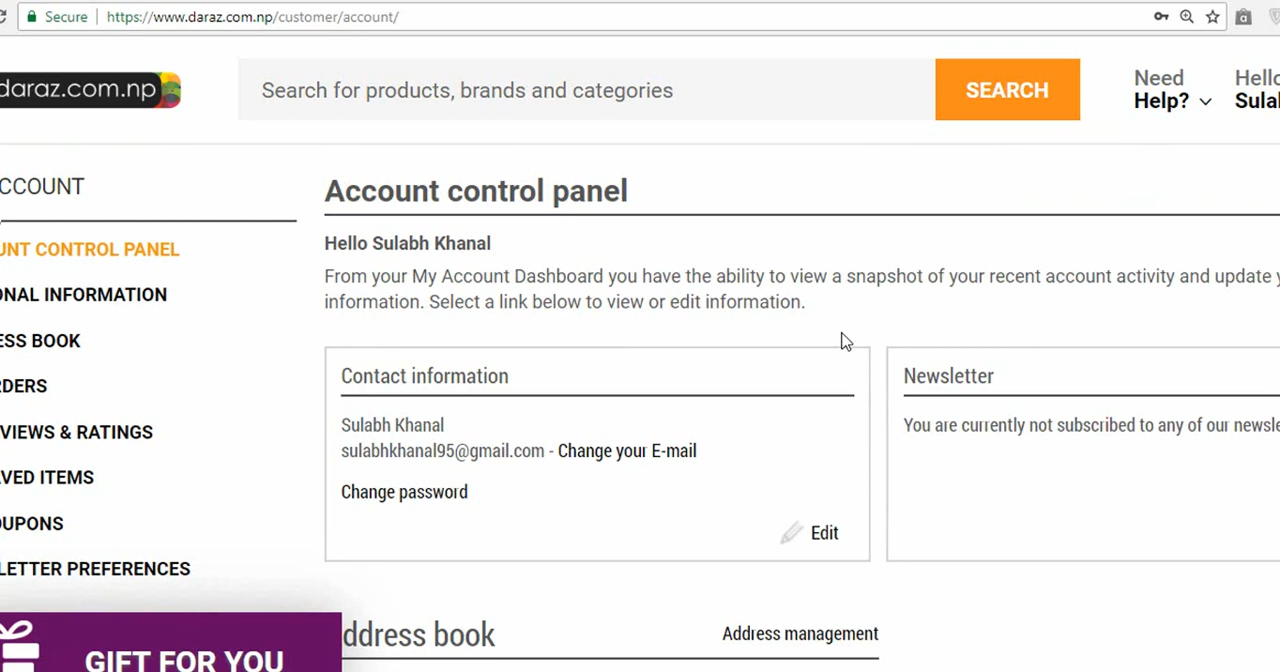 Secure https://www.daraz.com.np/customer/account/
daraz.com.np
Search for products, brands and categories
SEARCH
Need
Help?
Hello
CCOUNT
UNT CONTROL PANEL
ONAL INFORMATION
ESS BOOK
RDERS
VIEWS & RATINGS
VED ITEMS
OUPONS
LETTER PREFERENCES
Account control panel
Hello Sulabh Khanal
From your My Account Dashboard you have the ability to view a snapshot of your recent account activity and update
information. Select a link below to view or edit information.
Contact information
Sulabh Khanal
sulabhkhanal95@gmail.com - Change your E-mail
Change password
Edit
Newsletter
You are currently not subscribed to any of our newsle
ddress book
Address management
GIFT FOR YOU